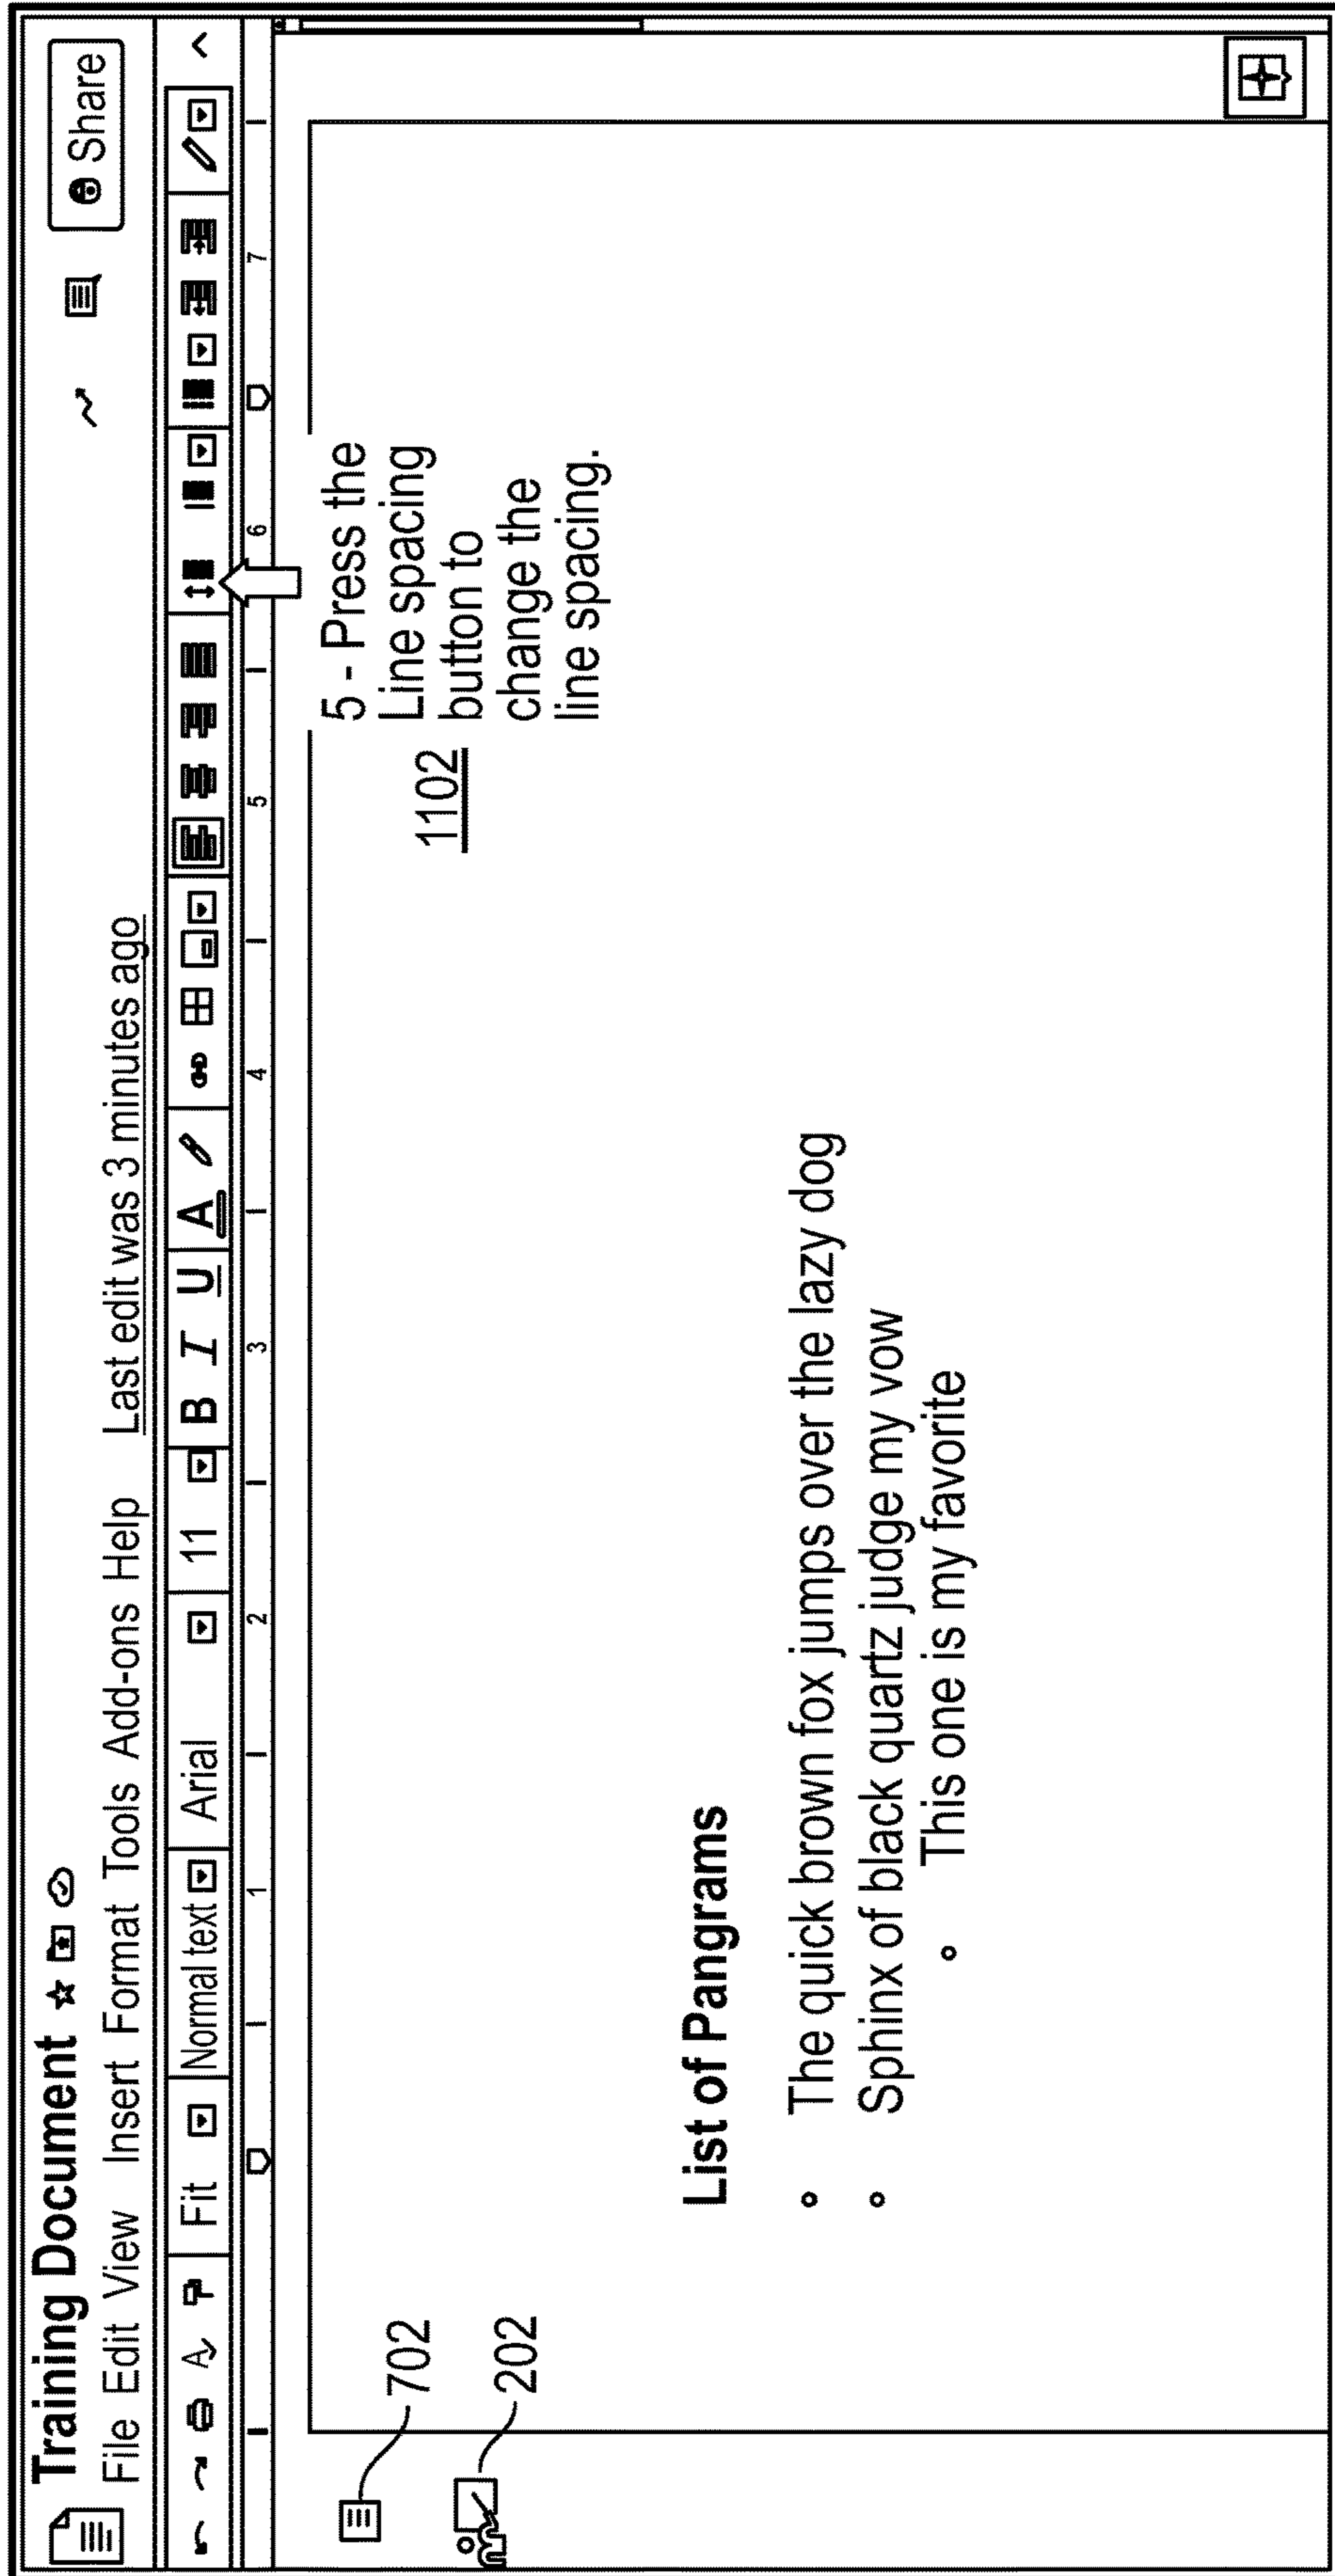 Training Document
Share
File Edit View Insert Format Tools Add-ons Help Last edit was 3 minutes ago
Fit Normal text Arial 11 B I U A
1 2 3 4 5 6 7
702
202
5 - Press the
Line spacing
button to
change the
line spacing.
1102
List of Pangrams
The quick brown fox jumps over the lazy dog
Sphinx of black quartz judge my vow
This one is my favorite